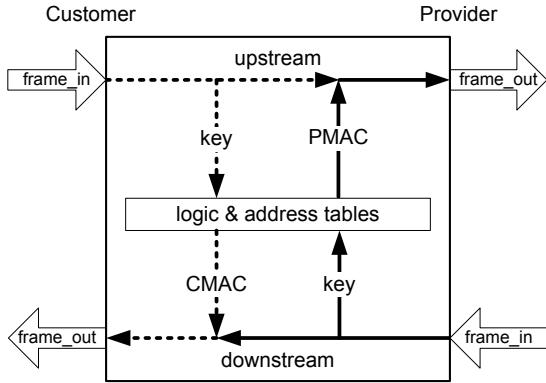 Customer
Provider
upstream
frame_in
frame_out
key
PMAC
logic & address tables
CMAC
key
frame_out
frame_in
downstream